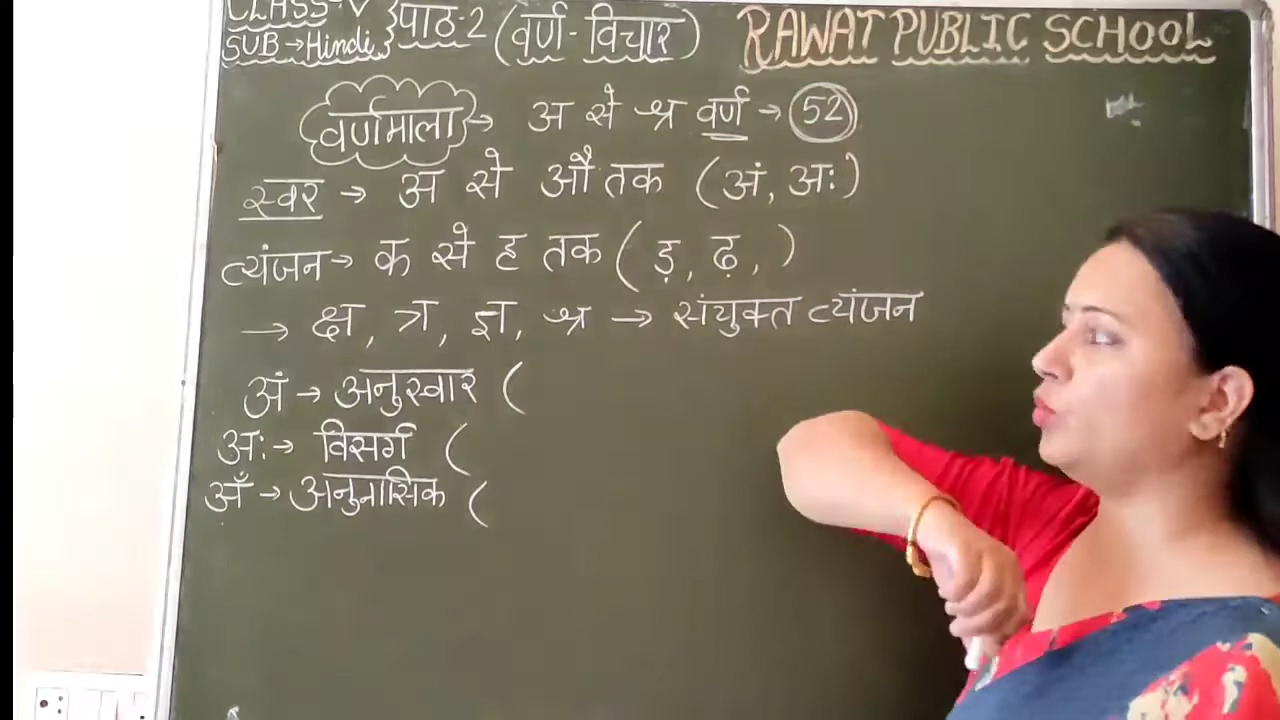 CLASS-V
SUB→Hindi } पाठ-2 (वर्ण-विचार) RAWAT PUBLIC SCHOOL
वर्णमाला → अ से श्र वर्ण → 52
स्वर → अ से औ तक (अं, अः)
व्यंजन→ क से ह तक ( ड़, ढ़, )
→ क्ष, त्र, ज्ञ, श्र → संयुक्त व्यंजन
अं → अनुस्वार (
अः→ विसर्ग (
अँ → अनुनासिक (